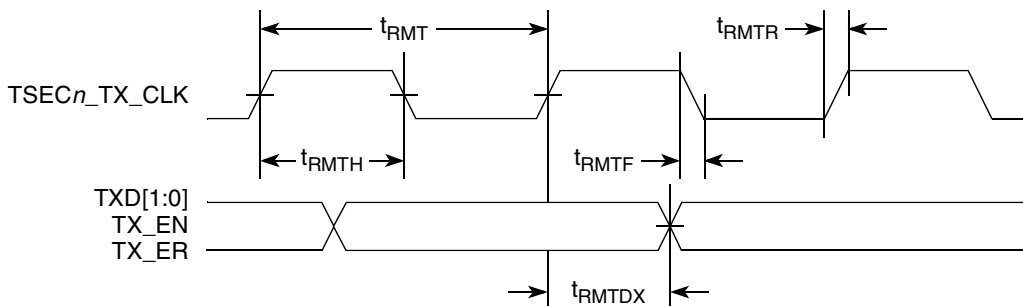 tRMT
tRMTR
TSECn_TX_CLK
tRMTH
tRMTF
TXD[1:0]
TX_EN
TX_ER
tRMTDX